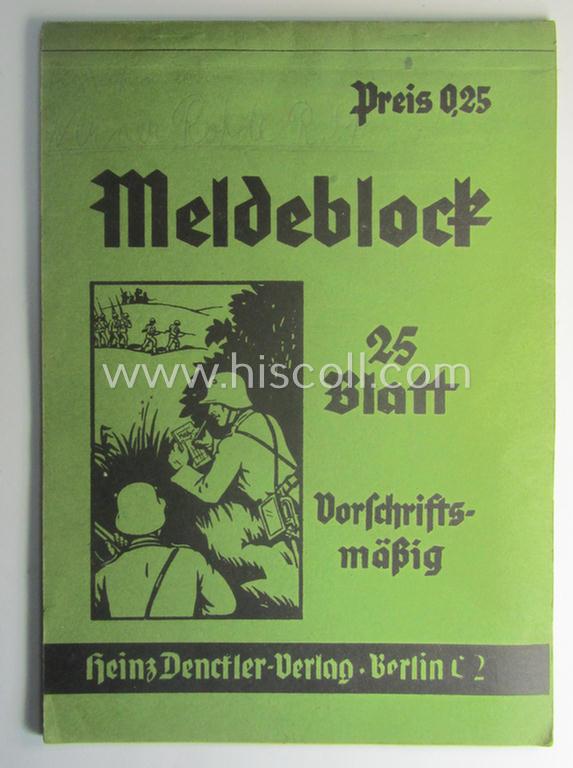 Preis 0,25
Meldeblock
www.hiscoll.com
25
Blatt
Vorschrifts-
mäßig
Heinz Denckler-Verlag · Berlin C 2